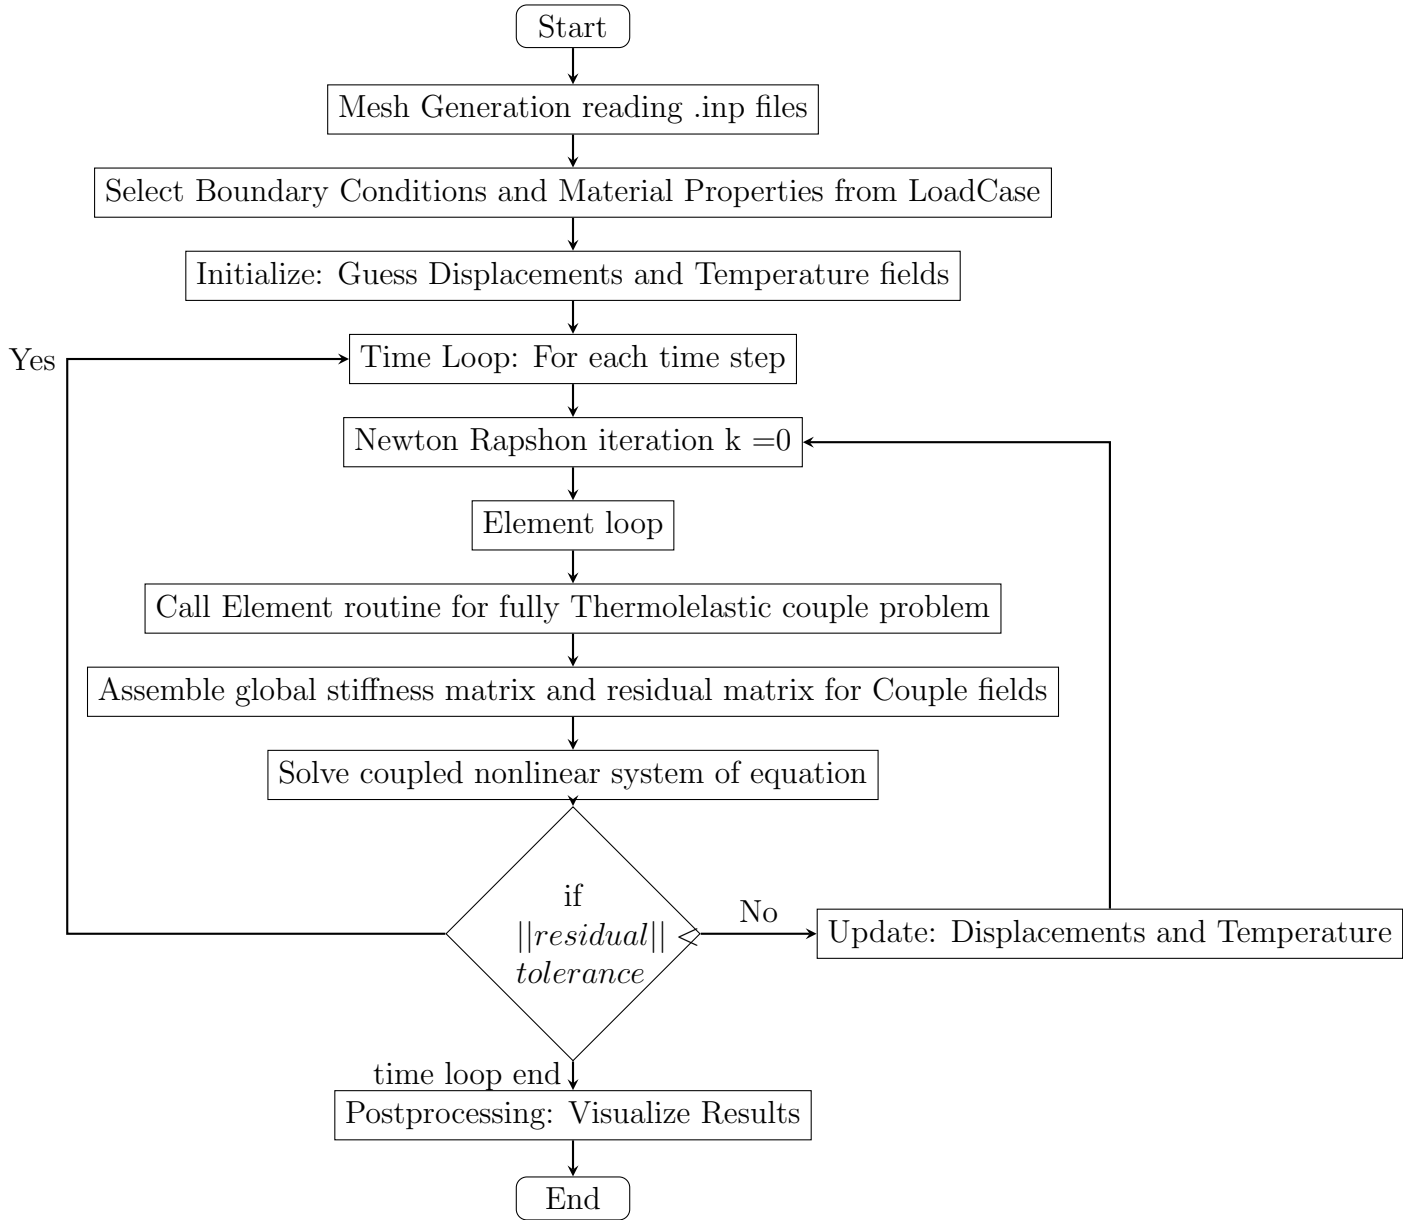 Start
Mesh Generation reading .inp files
Select Boundary Conditions and Material Properties from LoadCase
Initialize: Guess Displacements and Temperature fields
Yes
Time Loop: For each time step
Newton Rapshon iteration k =0
Element loop
Call Element routine for fully Thermolelastic couple problem
Assemble global stiffness matrix and residual matrix for Couple fields
Solve coupled nonlinear system of equation
if
||residual|| <
tolerance
No
Update: Displacements and Temperature
time loop end
Postprocessing: Visualize Results
End